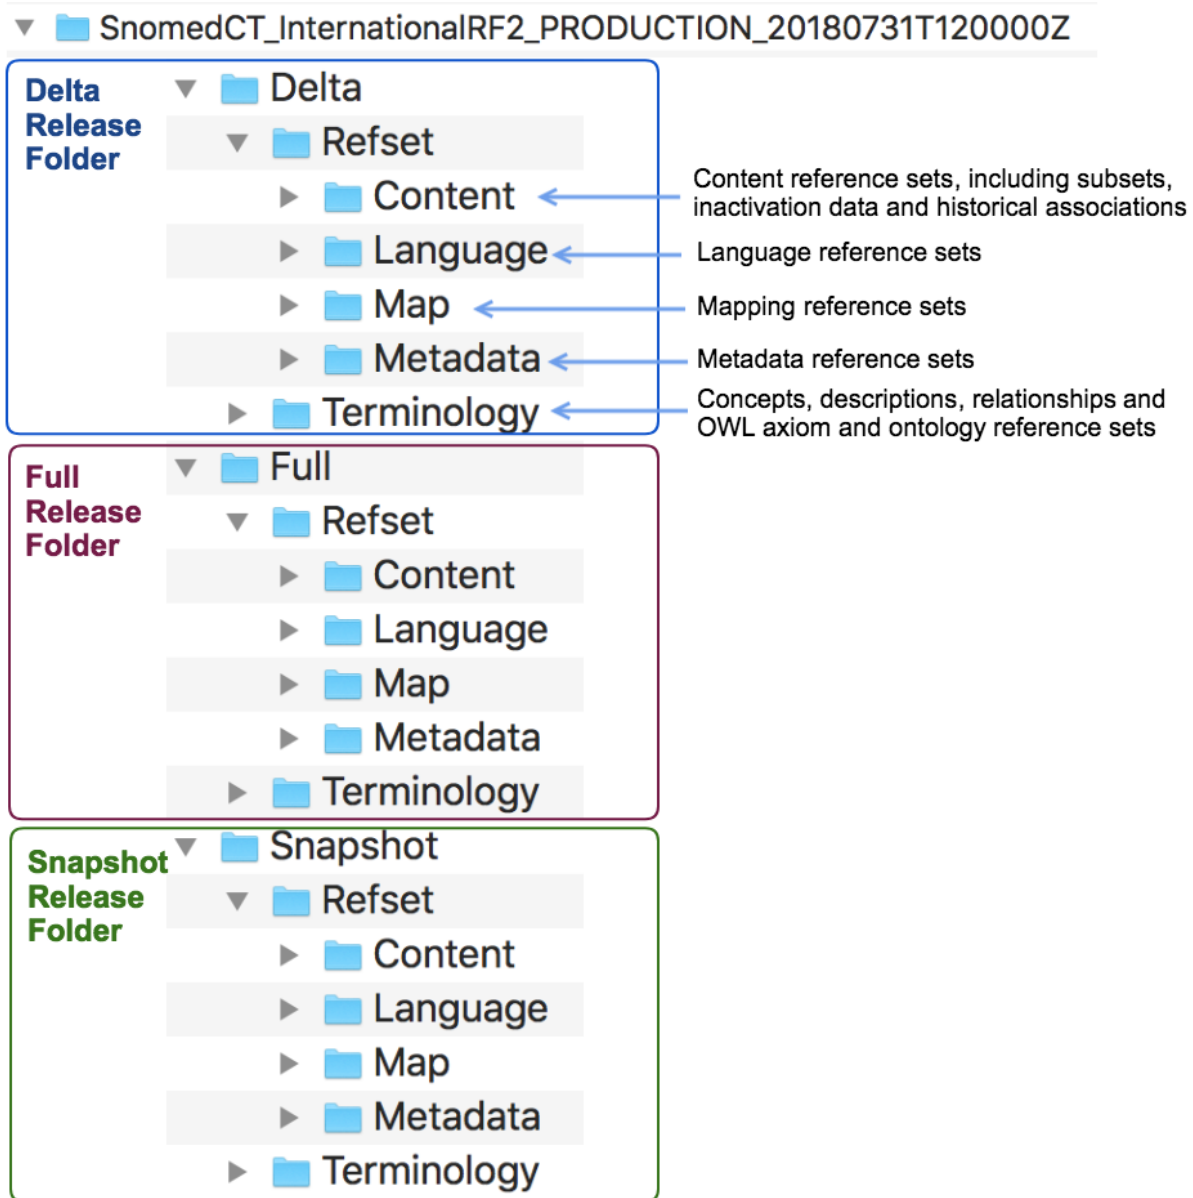 SnomedCT_InternationalRF2_PRODUCTION_20180731T120000Z
Delta
Release
Folder
Delta
Refset
Content
Content reference sets, including subsets,
inactivation data and historical associations
Language
Language reference sets
Map
Mapping reference sets
Metadata
Metadata reference sets
Terminology
Concepts, descriptions, relationships and
OWL axiom and ontology reference sets
Full
Release
Folder
Full
Refset
Content
Language
Map
Metadata
Terminology
Snapshot
Release
Folder
Snapshot
Refset
Content
Language
Map
Metadata
Terminology